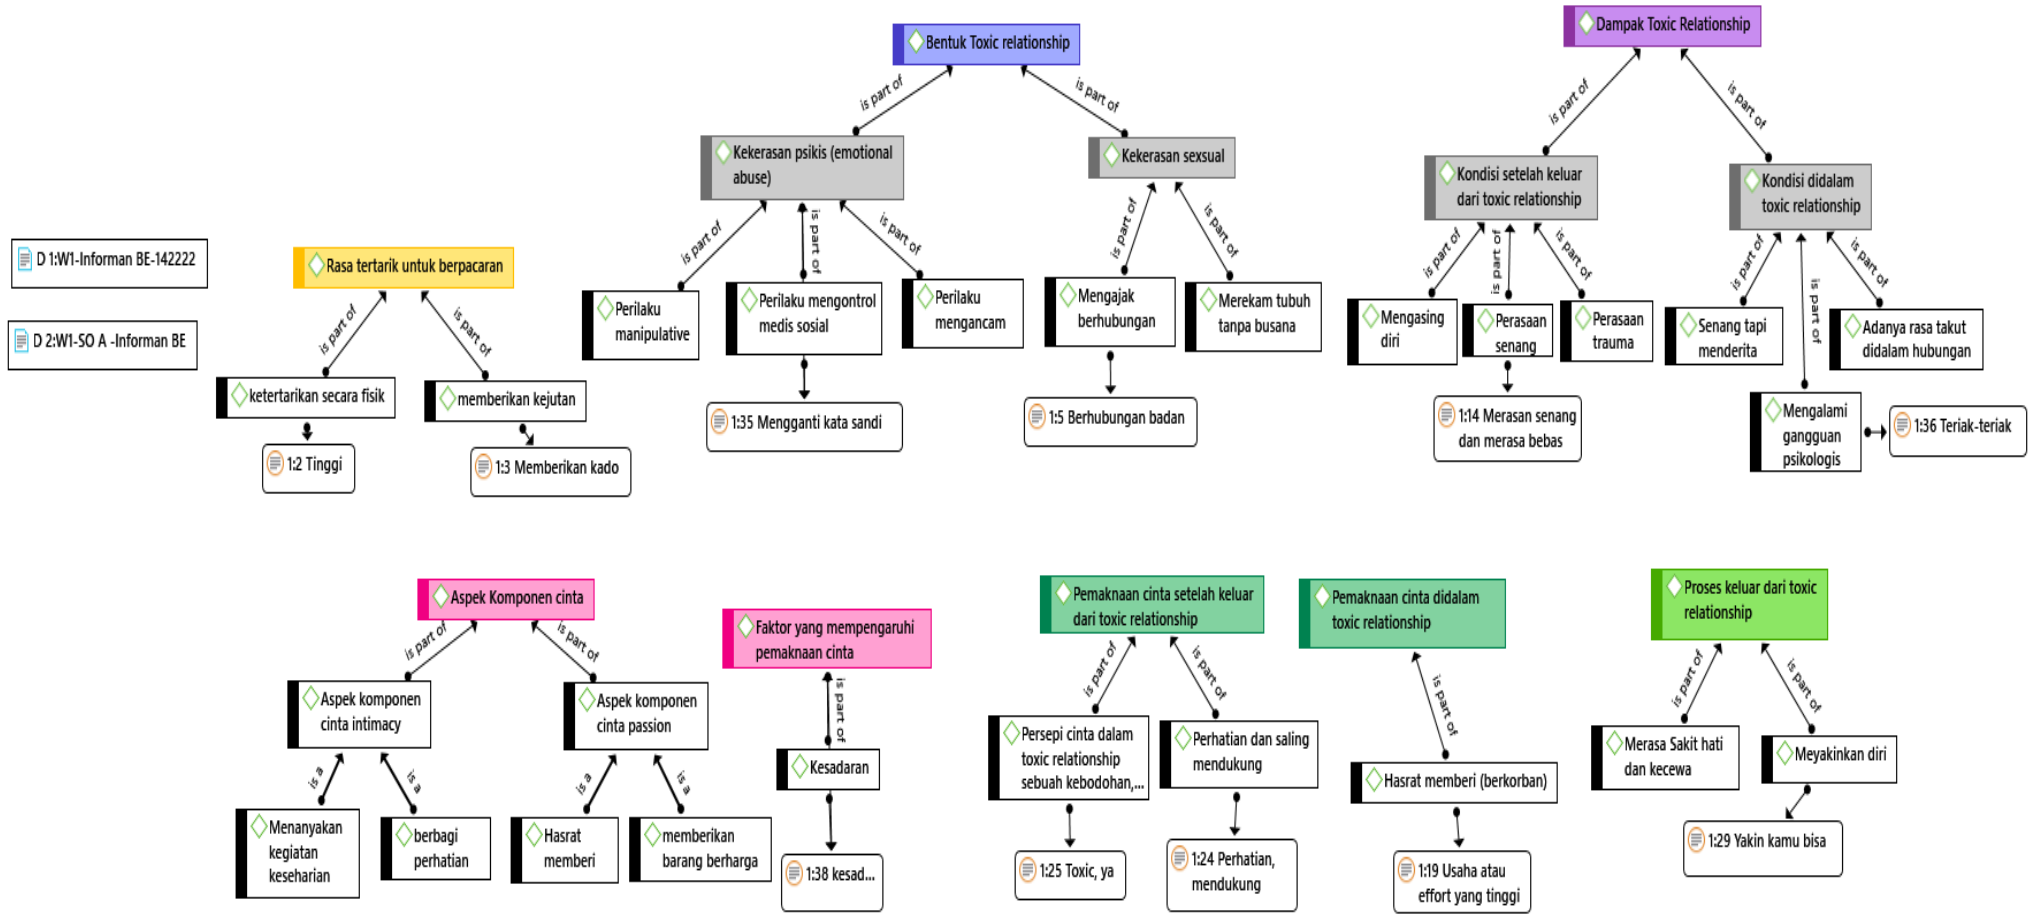 Bentuk Toxic relationship
Dampak Toxic Relationship
is part of
is part of
is part of
is part of
Kekerasan psikis (emotional
abuse)
Kekerasan sexsual
Kondisi setelah keluar
dari toxic relationship
Kondisi didalam
toxic relationship
is part of
is part of
is part of
is part of
is part of
is part of
is part of
is part of
is part of
is part of
is part of
D 1:W1-Informan BE-142222
D 2:W1-SO A -Informan BE
Rasa tertarik untuk berpacaran
is part of
is part of
Perilaku
manipulative
Perilaku mengontrol
medis sosial
Perilaku
mengancam
Mengajak
berhubungan
Merekam tubuh
tanpa busana
Mengasing
diri
Perasaan
senang
Perasaan
trauma
Senang tapi
menderita
Adanya rasa takut
didalam hubungan
ketertarikan secara fisik
memberikan kejutan
1:35 Mengganti kata sandi
1:5 Berhubungan badan
1:14 Merasan senang
dan merasa bebas
Mengalami
gangguan
psikologis
1:36 Teriak-teriak
1:2 Tinggi
1:3 Memberikan kado
Aspek Komponen cinta
is part of
is part of
Faktor yang mempengaruhi
pemaknaan cinta
is part of
Pemaknaan cinta setelah keluar
dari toxic relationship
is part of
is part of
Pemaknaan cinta didalam
toxic relationship
is part of
Proses keluar dari toxic
relationship
is part of
is part of
Aspek komponen
cinta intimacy
Aspek komponen
cinta passion
is a
is a
is a
is a
Kesadaran
Persepi cinta dalam
toxic relationship
sebuah kebodohan,...
Perhatian dan saling
mendukung
Hasrat memberi (berkorban)
Merasa Sakit hati
dan kecewa
Meyakinkan diri
Menanyakan
kegiatan
keseharian
berbagi
perhatian
Hasrat
memberi
memberikan
barang berharga
1:38 kesad...
1:25 Toxic, ya
1:24 Perhatian,
mendukung
1:19 Usaha atau
effort yang tinggi
1:29 Yakin kamu bisa